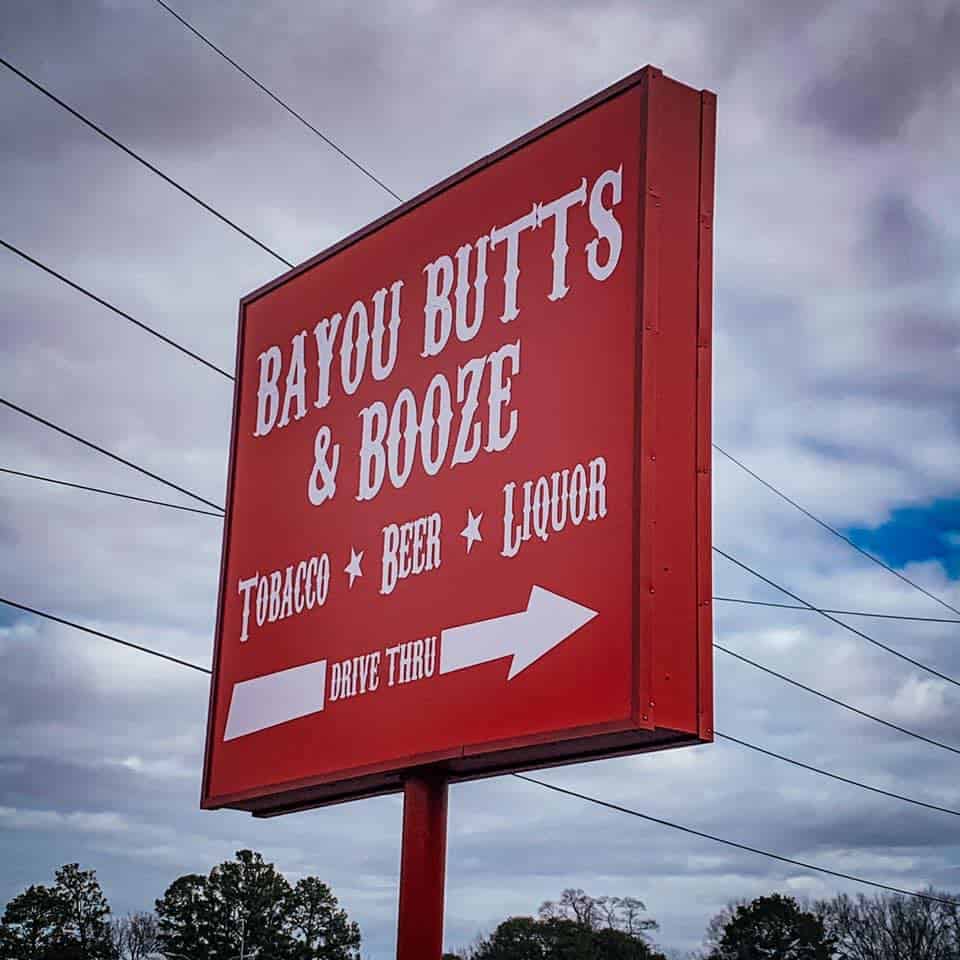 BAYOU BUTTS
& BOOZE
TOBACCO ★ BEER ★ LIQUOR
DRIVE THRU